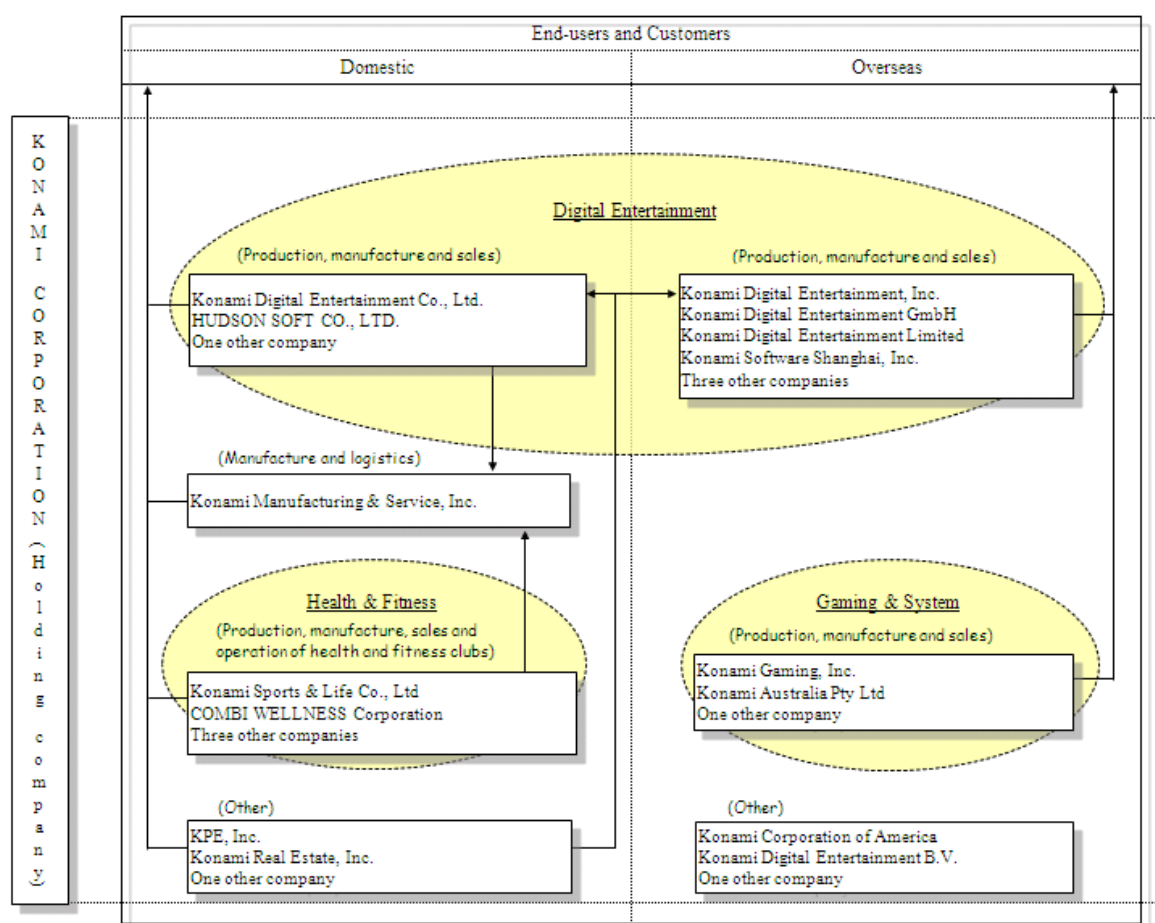 End-users and Customers
Domestic
Overseas
KONAMI CORPORATION (Holding company)
Digital Entertainment
(Production, manufacture and sales)
Konami Digital Entertainment Co., Ltd.
HUDSON SOFT CO., LTD.
One other company
(Production, manufacture and sales)
Konami Digital Entertainment, Inc.
Konami Digital Entertainment GmbH
Konami Digital Entertainment Limited
Konami Software Shanghai, Inc.
Three other companies
(Manufacture and logistics)
Konami Manufacturing & Service, Inc.
Health & Fitness
(Production, manufacture, sales and
operation of health and fitness clubs)
Konami Sports & Life Co., Ltd
COMBI WELLNESS Corporation
Three other companies
Gaming & System
(Production, manufacture and sales)
Konami Gaming, Inc.
Konami Australia Pty Ltd
One other company
(Other)
KPE, Inc.
Konami Real Estate, Inc.
One other company
(Other)
Konami Corporation of America
Konami Digital Entertainment B.V.
One other company